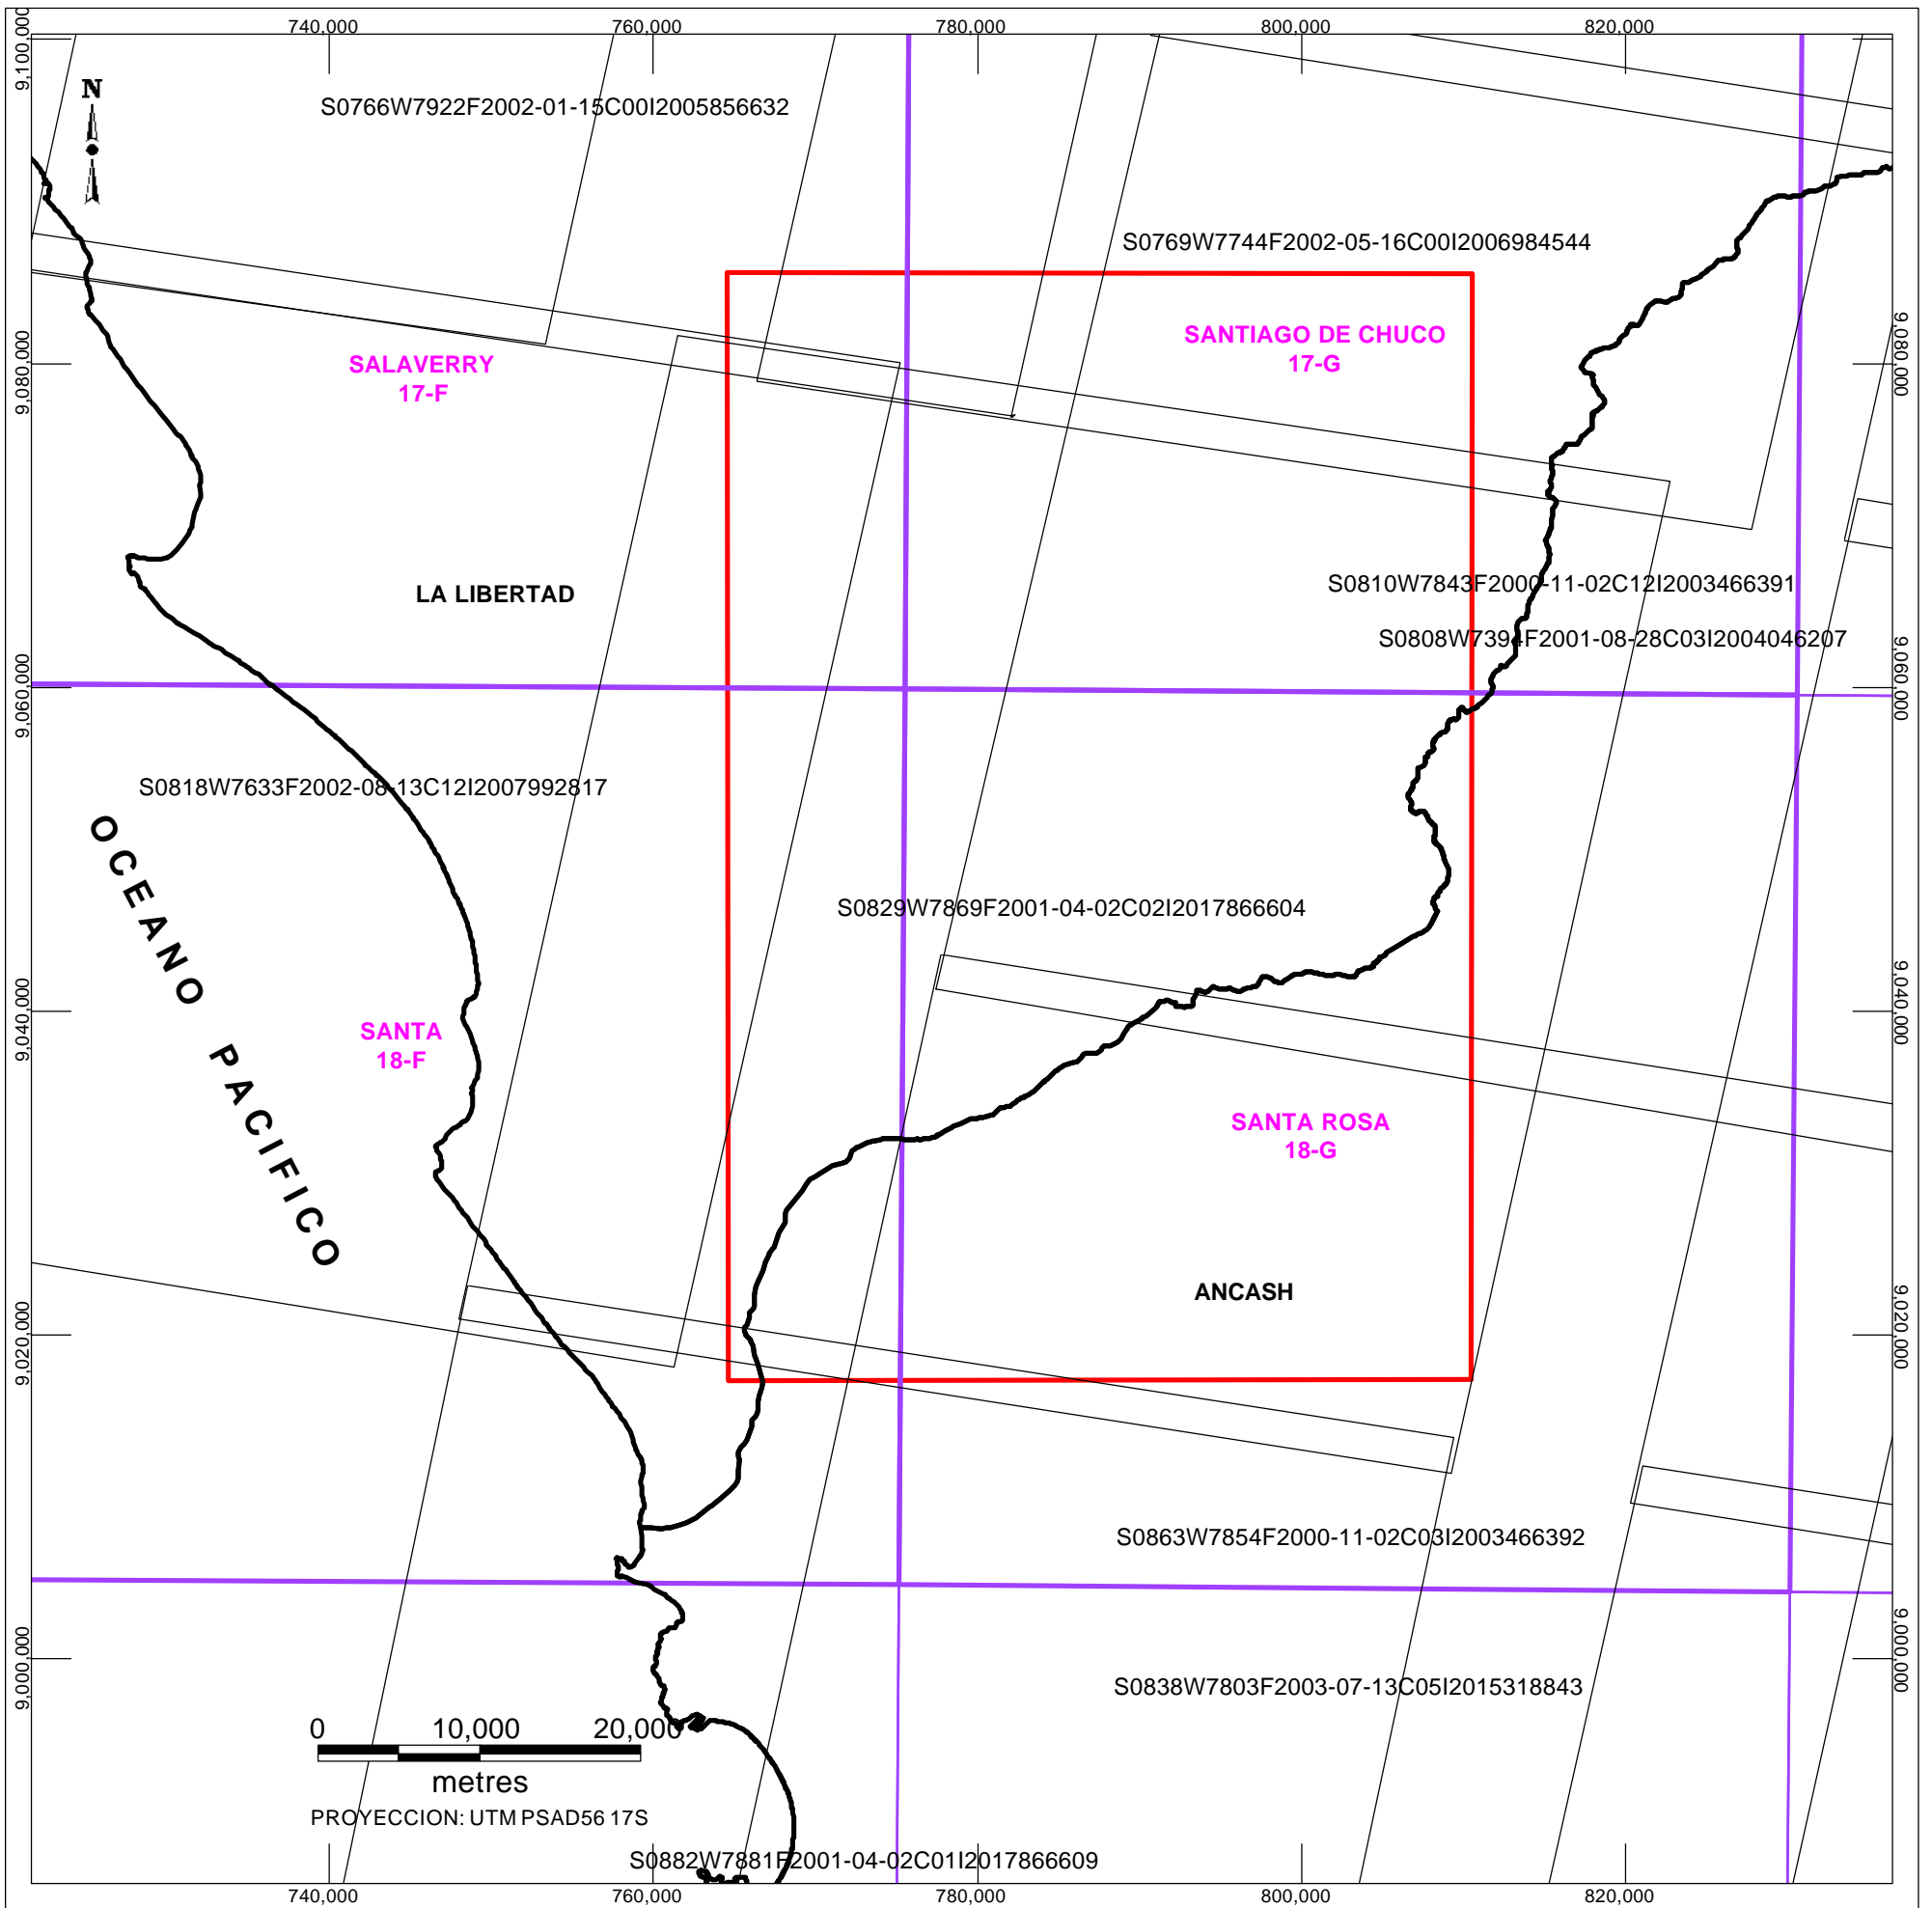 740,000
760,000
780,000
800,000
820,000
9,100,000
N
S0766W7922F2002-01-15C00I2005856632
S0769W7744F2002-05-16C00I2006984544
SANTIAGO DE CHUCO
17-G
SALAVERRY
17-F
9,080,000
9,080,000
LA LIBERTAD
S0810W7843F2000-11-02C12I2003466391
S0808W7394F2001-08-28C03I2004046207
9,060,000
9,060,000
S0818W7633F2002-08-13C12I2007992817
OCEANO PACIFICO
S0829W7869F2001-04-02C02I2017866604
9,040,000
9,040,000
SANTA
18-F
SANTA ROSA
18-G
ANCASH
9,020,000
9,020,000
S0863W7854F2000-11-02C03I2003466392
9,000,000
9,000,000
S0838W7803F2003-07-13C05I2015318843
0 10,000 20,000
metres
PROYECCION: UTM PSAD56 17S
S0882W7881F2001-04-02C01I2017866609
740,000
760,000
780,000
800,000
820,000